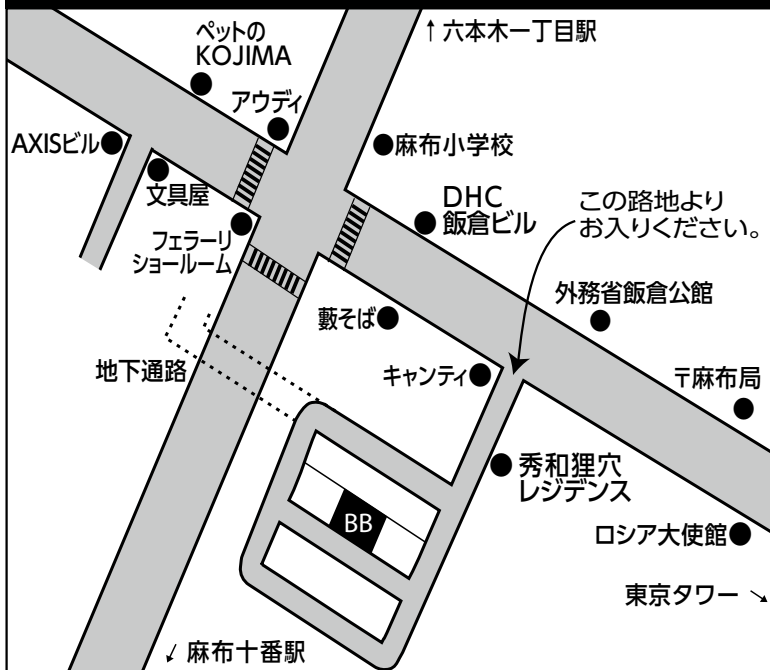 ↑六本木一丁目駅
ペットの
KOJIMA
アウディ
AXISビル
麻布小学校
文具屋
DHC
飯倉ビル
この路地より
お入りください。
フェラーリ
ショールーム
外務省飯倉公館
藪そば
地下通路
キャンティ
〒麻布局
秀和狸穴
レジデンス
BB
ロシア大使館
東京タワー↘
↙麻布十番駅